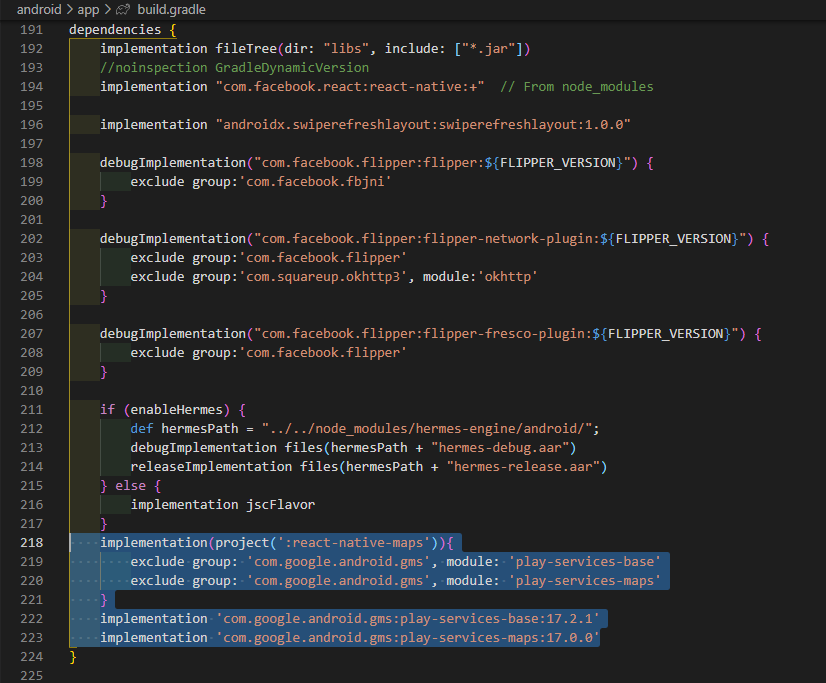 android > app > build.gradle
191 dependencies {
192 implementation fileTree(dir: "libs", include: ["*.jar"])
193 //noinspection GradleDynamicVersion
194 implementation "com.facebook.react:react-native:+"  // From node_modules
195
196 implementation "androidx.swiperefreshlayout:swiperefreshlayout:1.0.0"
197
198 debugImplementation("com.facebook.flipper:flipper:${FLIPPER_VERSION}") {
199 exclude group:'com.facebook.fbjni'
200 }
201
202 debugImplementation("com.facebook.flipper:flipper-network-plugin:${FLIPPER_VERSION}") {
203 exclude group:'com.facebook.flipper'
204 exclude group:'com.squareup.okhttp3', module:'okhttp'
205 }
206
207 debugImplementation("com.facebook.flipper:flipper-fresco-plugin:${FLIPPER_VERSION}") {
208 exclude group:'com.facebook.flipper'
209 }
210
211 if (enableHermes) {
212 def hermesPath = "../../node_modules/hermes-engine/android/";
213 debugImplementation files(hermesPath + "hermes-debug.aar")
214 releaseImplementation files(hermesPath + "hermes-release.aar")
215 } else {
216 implementation jscFlavor
217 }
218 implementation(project(':react-native-maps')){
219 exclude group: 'com.google.android.gms', module: 'play-services-base'
220 exclude group: 'com.google.android.gms', module: 'play-services-maps'
221 }
222 implementation 'com.google.android.gms:play-services-base:17.2.1'
223 implementation 'com.google.android.gms:play-services-maps:17.0.0'
224 }
225